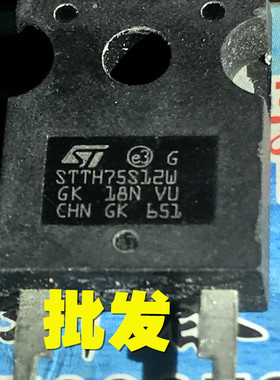 ST e3 G
STTH75S12W
GK 18N VU
CHN GK 651
批发